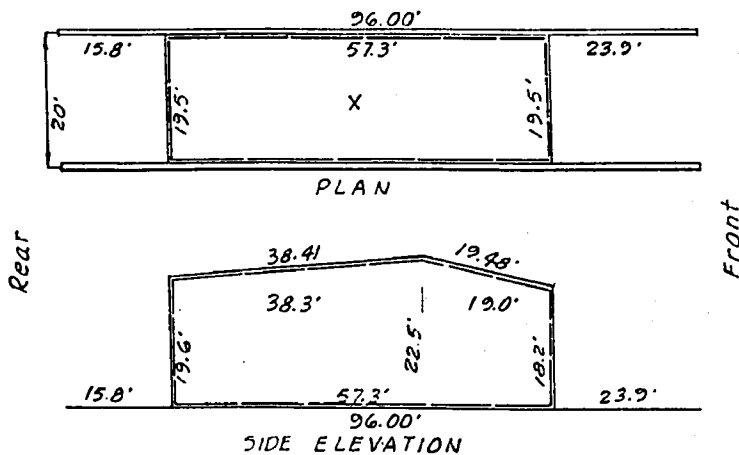 96.00'
15.8' 57.3' 23.9'
20'
19.5'
X
19.5'
PLAN
Rear
Front
38.41
19.48'
38.3'
19.0'
19.6'
22.5'
18.2'
15.8' 57.3' 23.9'
96.00'
SIDE ELEVATION